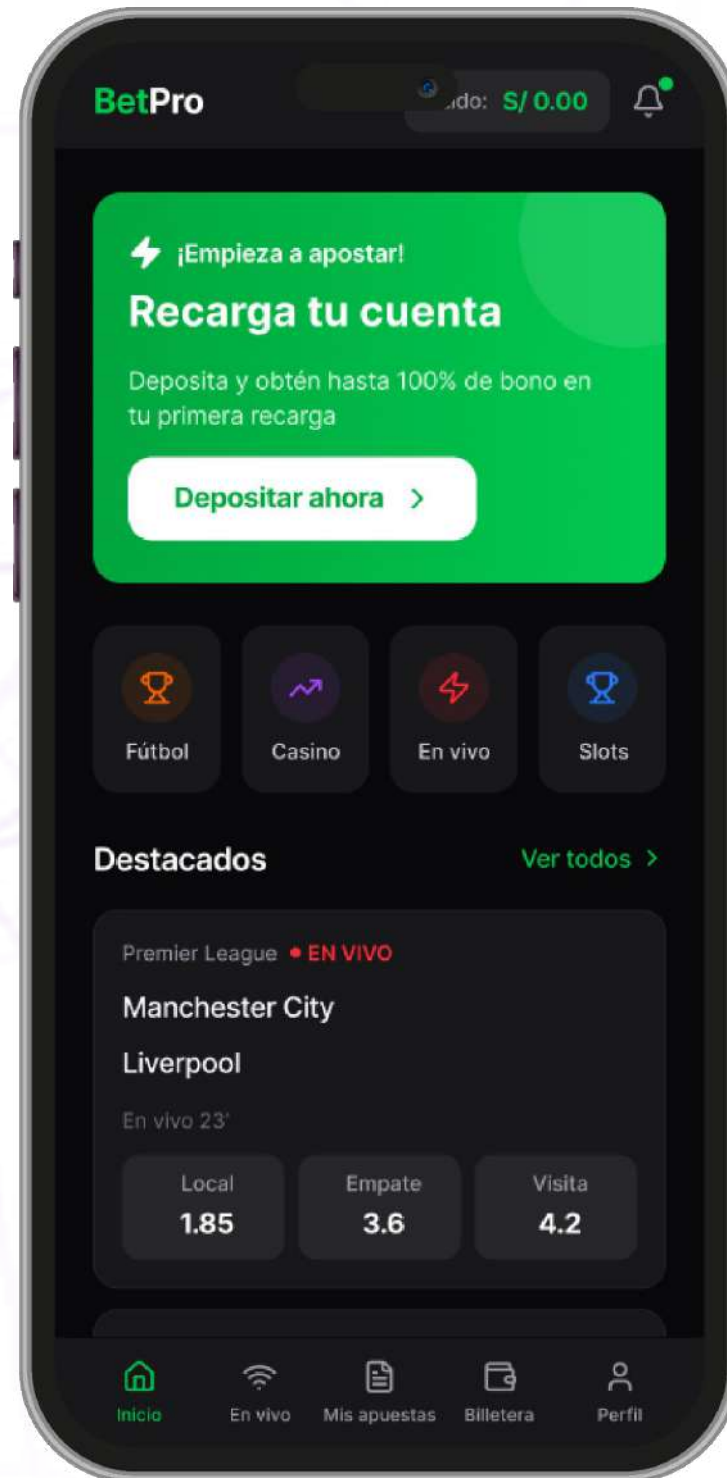 BetPro
S/ 0.00
¡Empieza a apostar!
Recarga tu cuenta
Deposita y obtén hasta 100% de bono en
tu primera recarga
Depositar ahora
Fútbol
Casino
En vivo
Slots
Destacados
Ver todos
Premier League • EN VIVO
Manchester City
Liverpool
En vivo 23'
Local
Empate
Visita
1.85
3.6
4.2
Inicio
En vivo
Mis apuestas
Billetera
Perfil